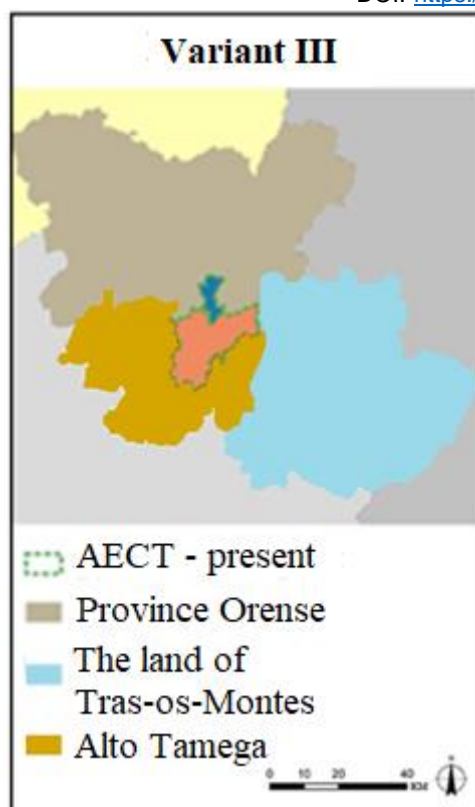 Variant III
AECT - present
Province Orense
The land of
Tras-os-Montes
Alto Tamega
0 10 20 40